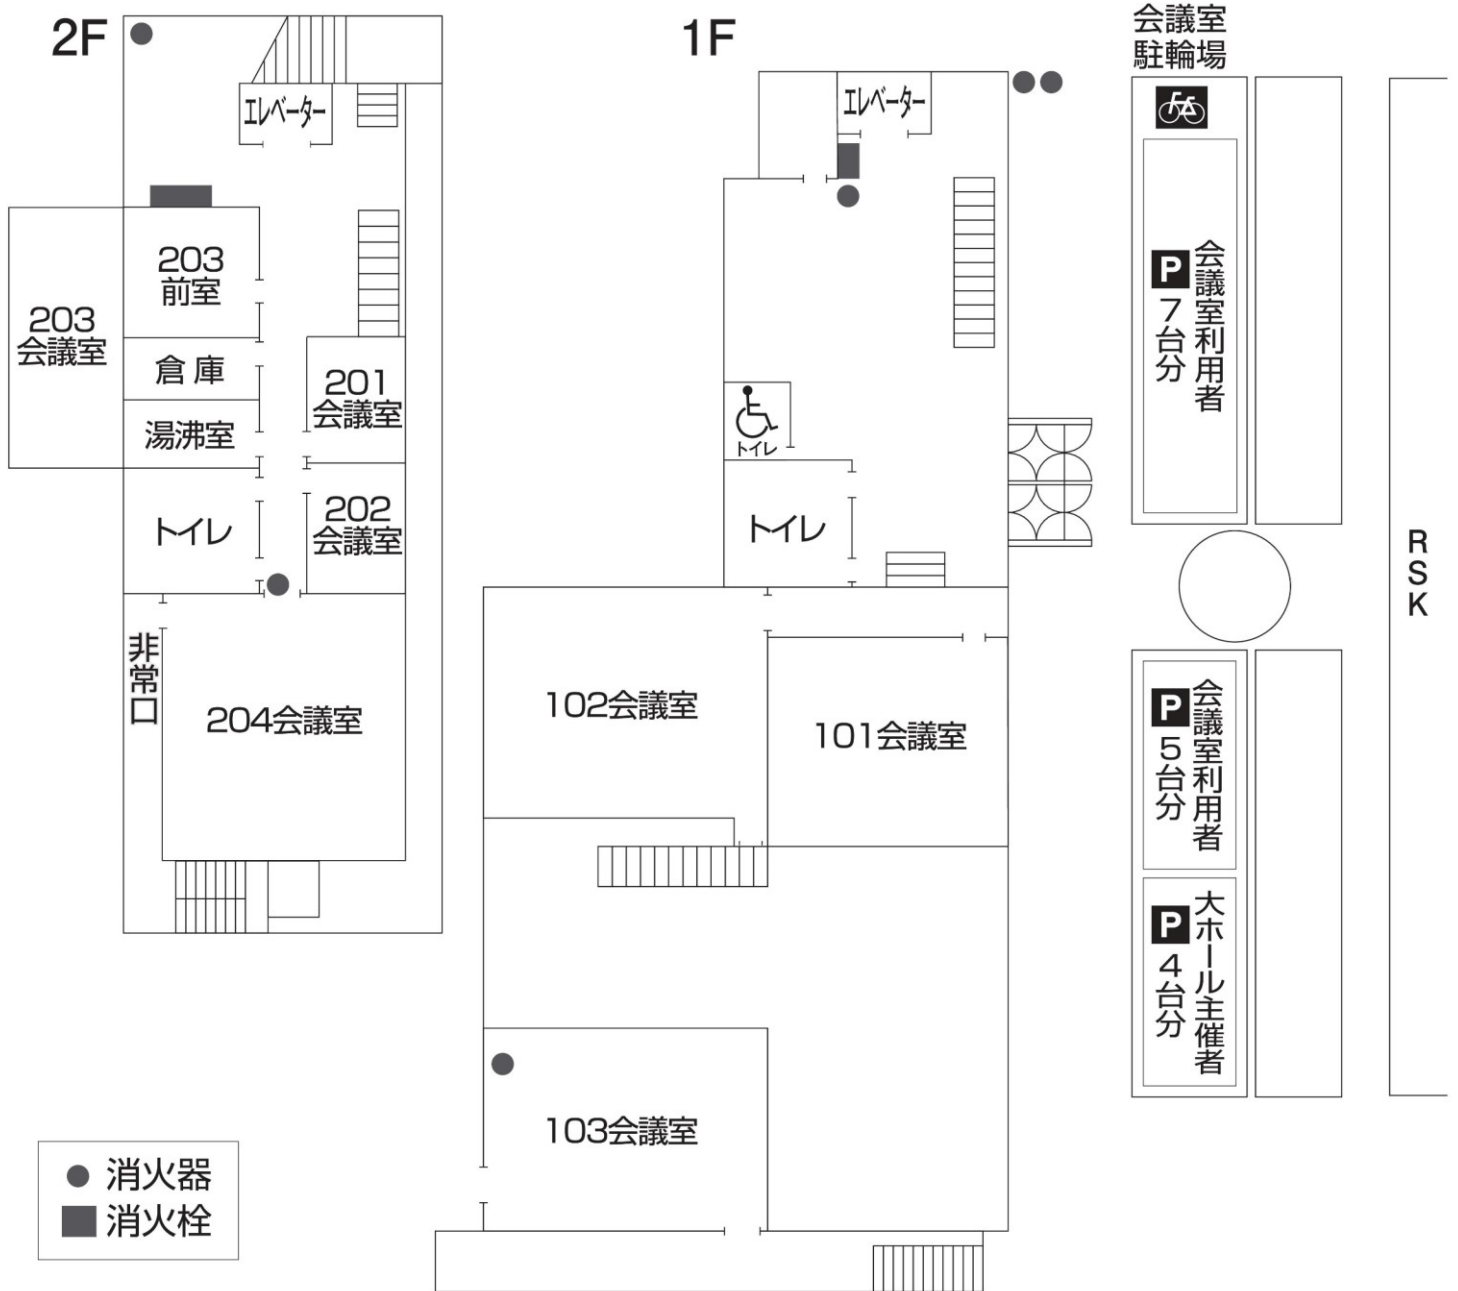 2F
エレベーター
203
前室
203
会議室
倉庫
湯沸室
トイレ
201
会議室
202
会議室
非常口
204会議室
消火器
消火栓
1F
エレベーター
トイレ
トイレ
102会議室
101会議室
103会議室
会議室
駐輪場
会議室利用者
P7台分
会議室利用者
P5台分
大ホール主催者
P4台分
RSK